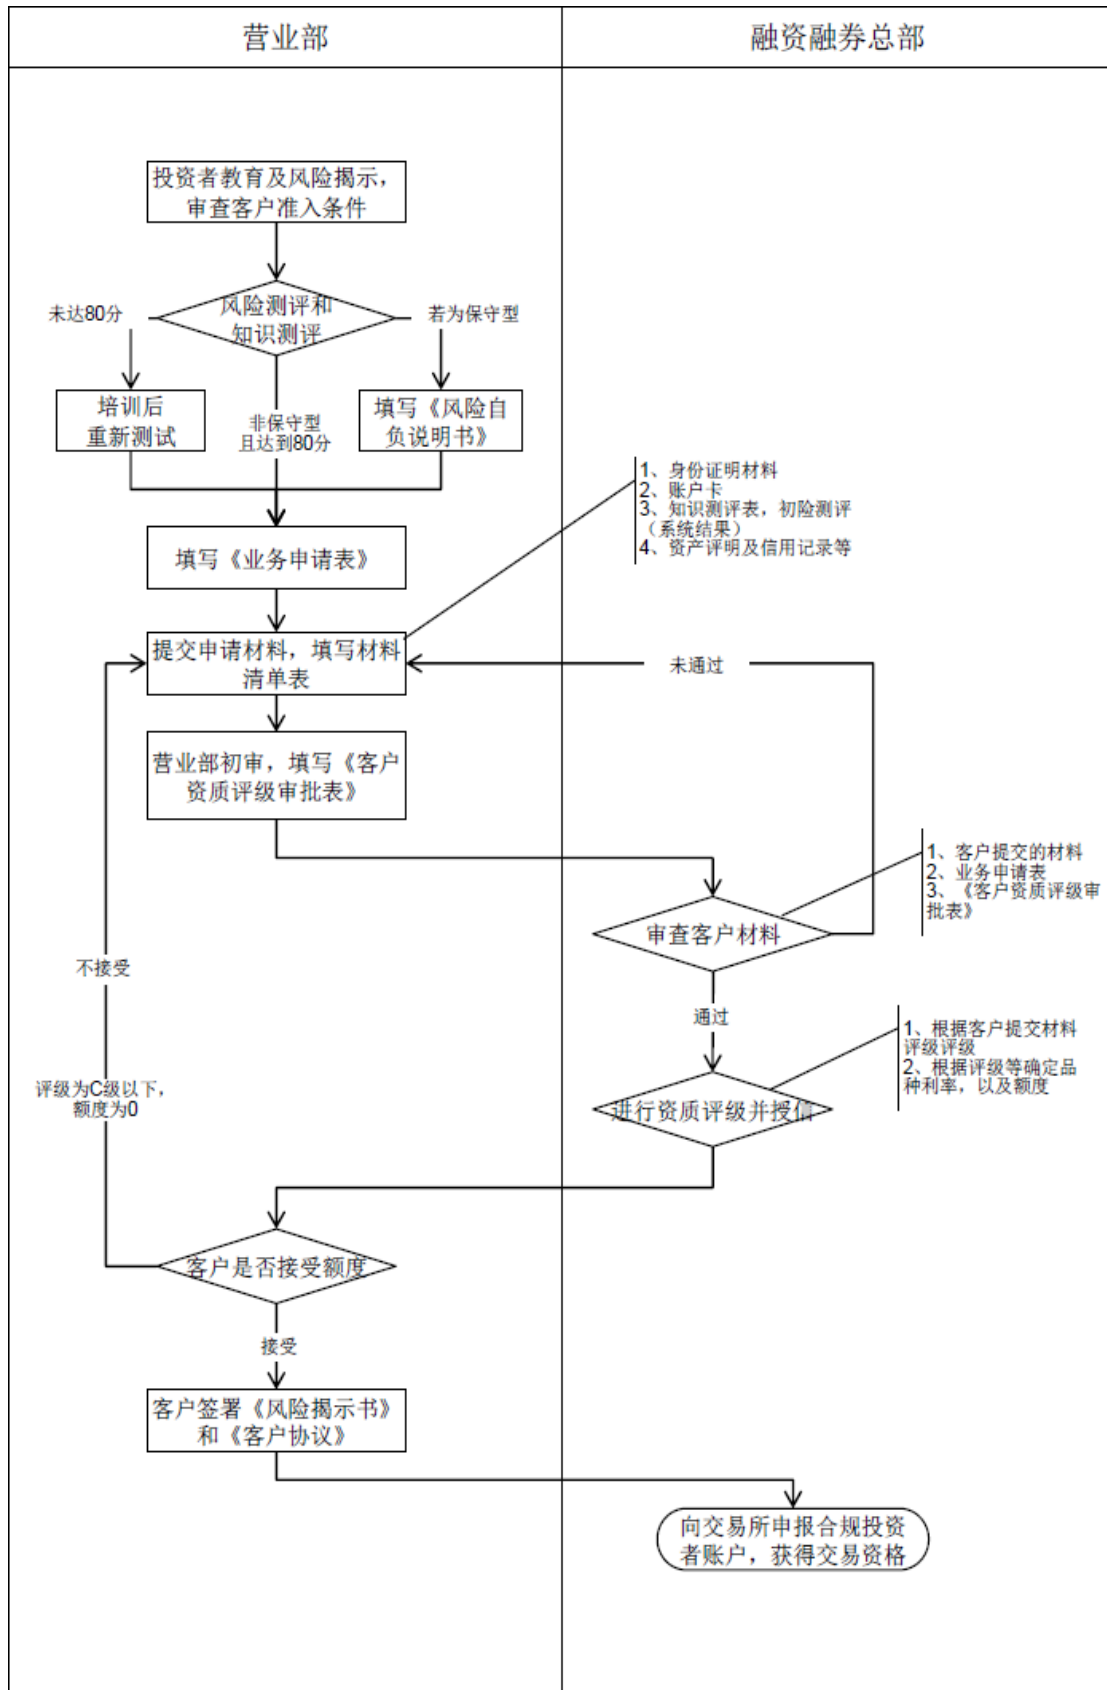 营业部
融资融券总部
投资者教育及风险揭示，
审查客户准入条件
风险测评和
知识测评
未达80分
若为保守型
培训后
重新测试
非保守型
且达到80分
填写《风险自
负说明书》
1、身份证明材料
2、账户卡
3、知识测评表，初险测评
（系统结果）
4、资产评明及信用记录等
填写《业务申请表》
提交申请材料，填写材料
清单表
未通过
营业部初审，填写《客户
资质评级审批表》
1、客户提交的材料
2、业务申请表
3、《客户资质评级审
批表》
审查客户材料
不接受
通过
1、根据客户提交材料
评级评级
2、根据评级等确定品
种利率，以及额度
评级为C级以下，
额度为0
进行资质评级并授信
客户是否接受额度
接受
客户签署《风险揭示书》
和《客户协议》
向交易所申报合规投资
者账户，获得交易资格